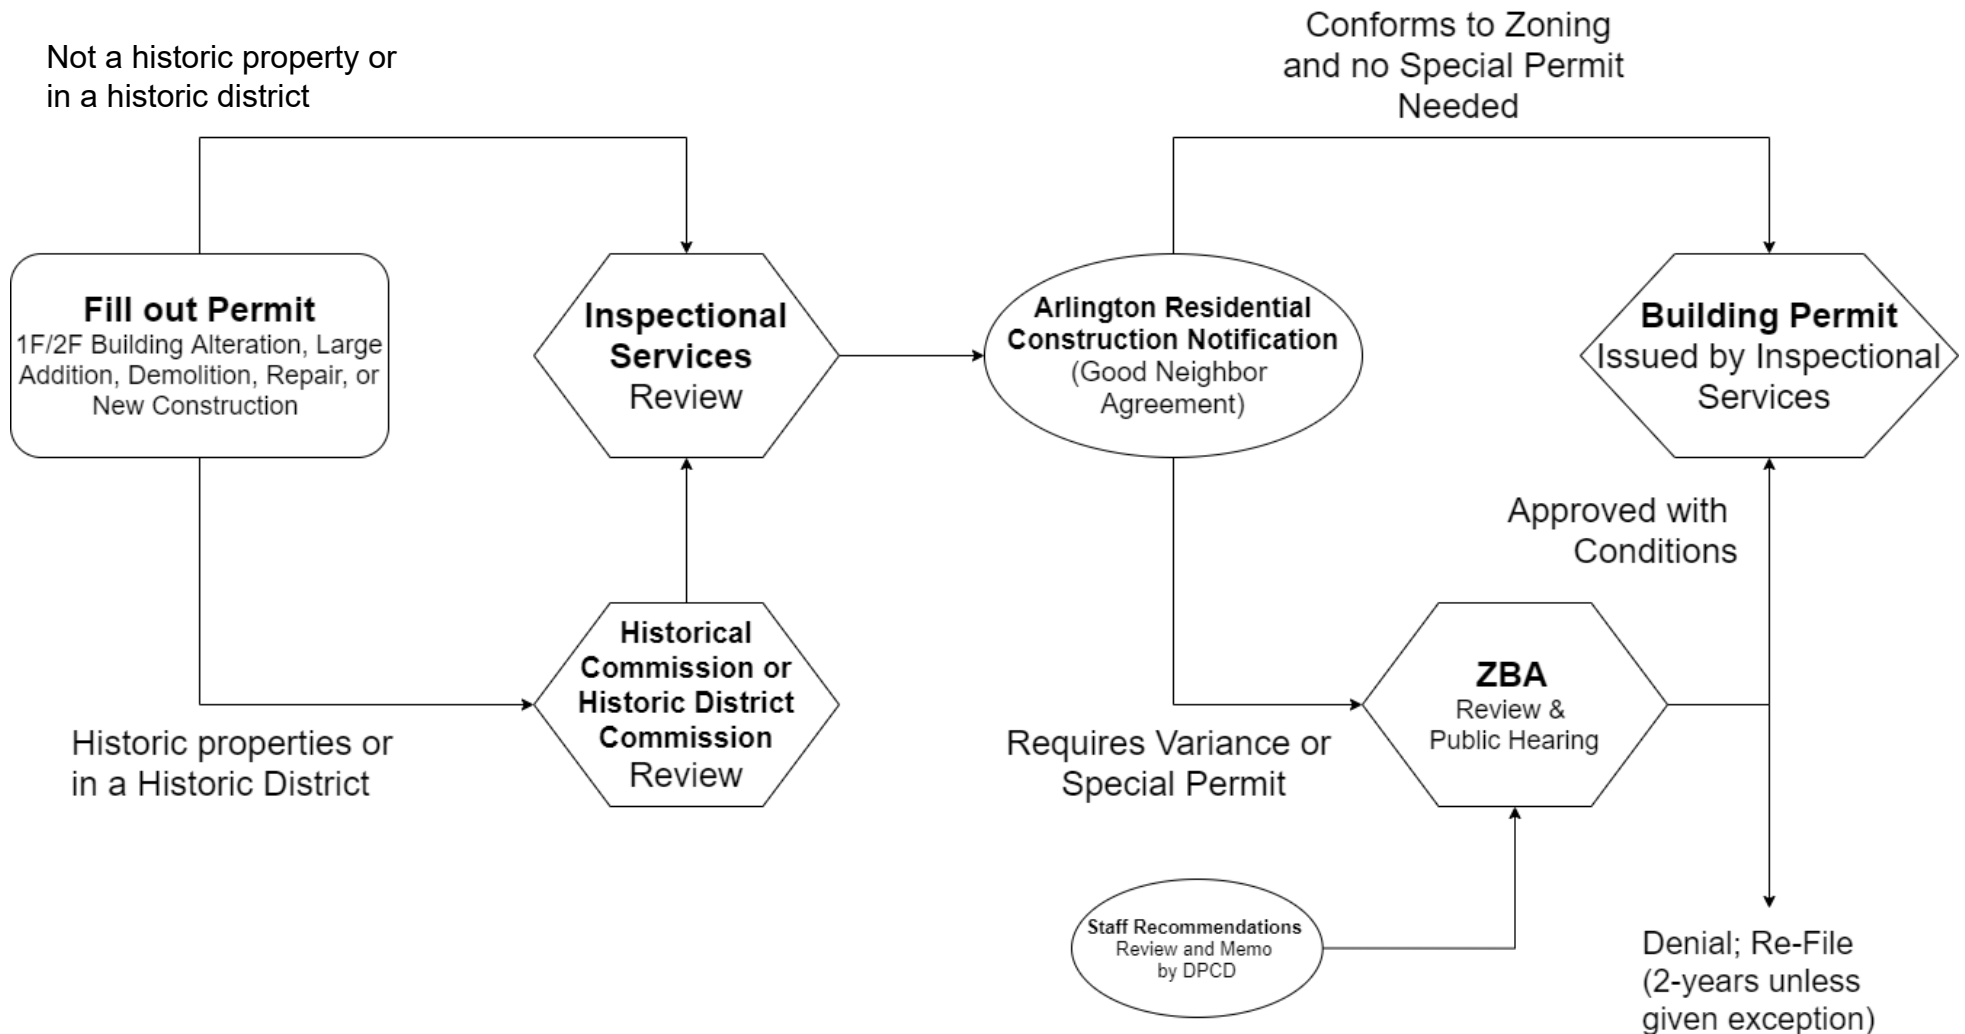 Not a historic property or
in a historic district
Conforms to Zoning
and no Special Permit
Needed
Fill out Permit
1F/2F Building Alteration, Large
Addition, Demolition, Repair, or
New Construction
Inspectional
Services
Review
Arlington Residential
Construction Notification
(Good Neighbor
Agreement)
Building Permit
Issued by Inspectional
Services
Historic properties or
in a Historic District
Historical
Commission or
Historic District
Commission
Review
Requires Variance or
Special Permit
ZBA
Review &
Public Hearing
Approved with
Conditions
Staff Recommendations
Review and Memo
by DPCD
Denial; Re-File
(2-years unless
given exception)